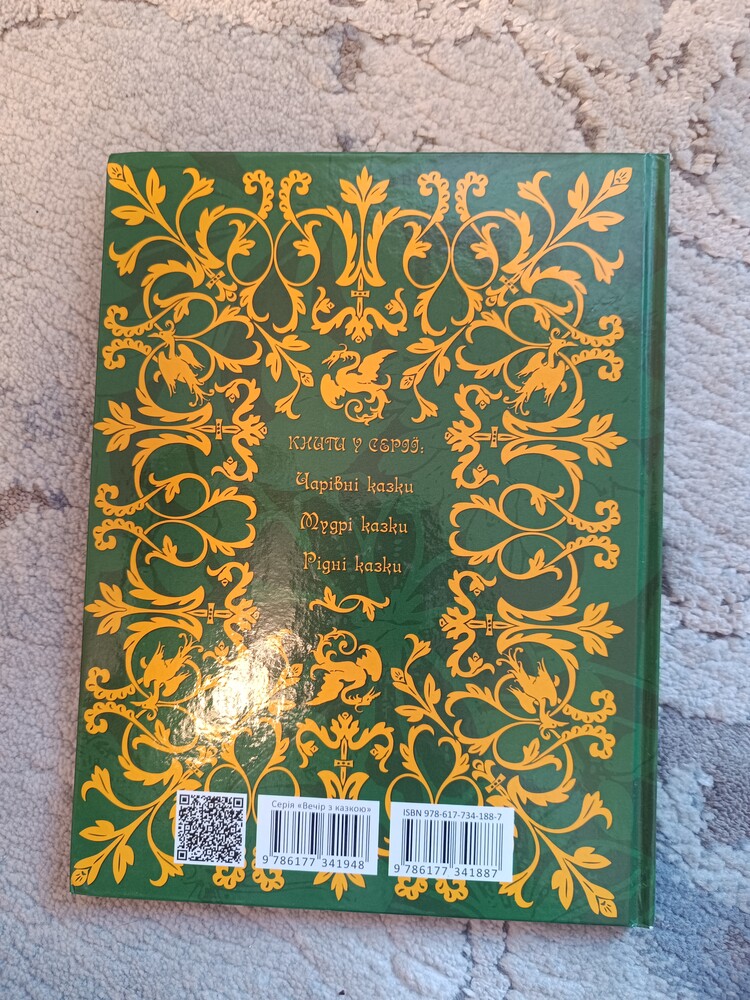 КНИГИ У СЕРІЇ:
Чарівні казки
Мудрі казки
Рідні казки
Серія «Вечір з казкою»
9 786177 341948
ISBN 978-617-734-188-7
9 786177 341887